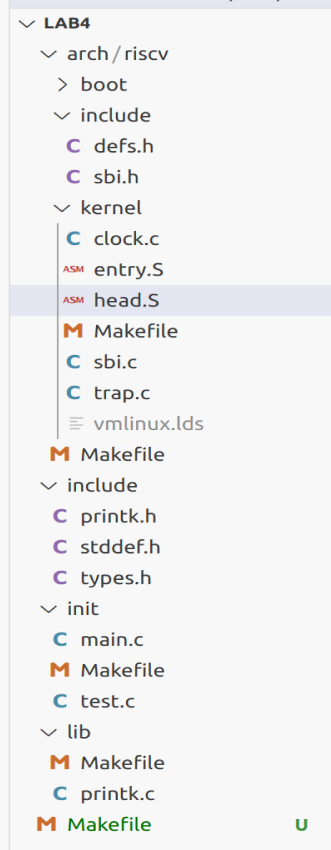 LAB4
arch/riscv
boot
include
C defs.h
C sbi.h
kernel
C clock.c
ASM entry.S
ASM head.S
M Makefile
C sbi.c
C trap.c
vmlinux.lds
M Makefile
include
C printk.h
C stddef.h
C types.h
init
C main.c
M Makefile
C test.c
lib
M Makefile
C printk.c
M Makefile U